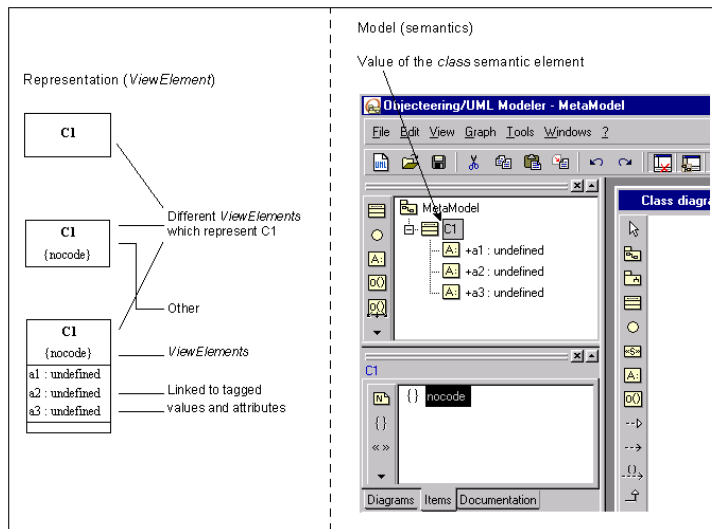 Representation (ViewElement)
C1
C1
{nocode}
C1
{nocode}
a1 : undefined
a2 : undefined
a3 : undefined
Different ViewElements
which represent C1
Other
ViewElements
Linked to tagged
values and attributes
Model (semantics)
Value of the class semantic element
Objecteering/UML Modeler - MetaModel
File Edit View Graph Tools Windows ?
UML
MetaModel
C1
A: +a1 : undefined
A: +a2 : undefined
A: +a3 : undefined
A:
O()
O()
C1
N
{ }
« »
{ } nocode
Diagrams Items Documentation
Class diagra
«S»
A:
O()